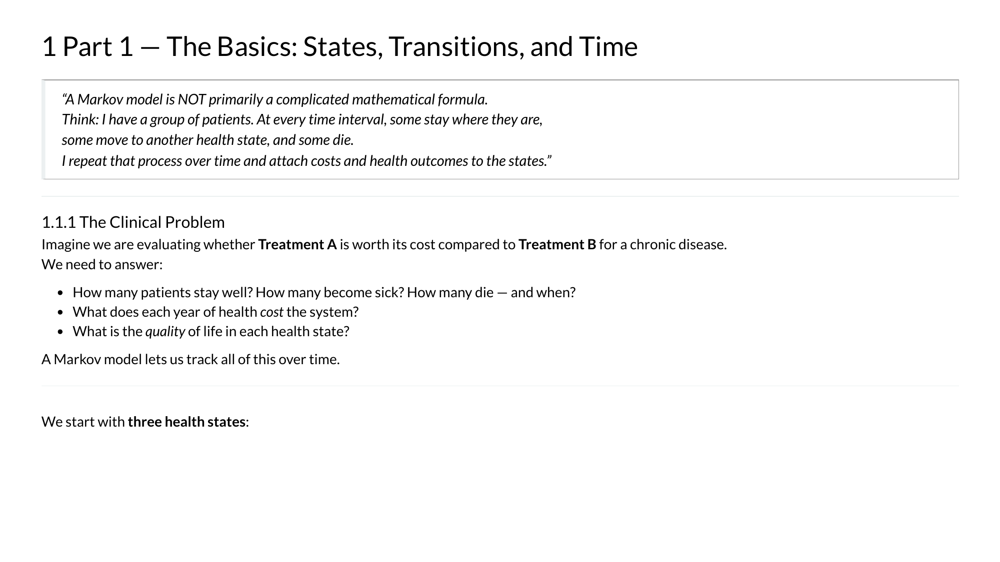 1 Part 1 — The Basics: States, Transitions, and Time
“A Markov model is NOT primarily a complicated mathematical formula.
Think: I have a group of patients. At every time interval, some stay where they are,
some move to another health state, and some die.
I repeat that process over time and attach costs and health outcomes to the states.”
1.1.1 The Clinical Problem
Imagine we are evaluating whether Treatment A is worth its cost compared to Treatment B for a chronic disease.
We need to answer:
• How many patients stay well? How many become sick? How many die — and when?
• What does each year of health cost the system?
• What is the quality of life in each health state?
A Markov model lets us track all of this over time.
We start with three health states: